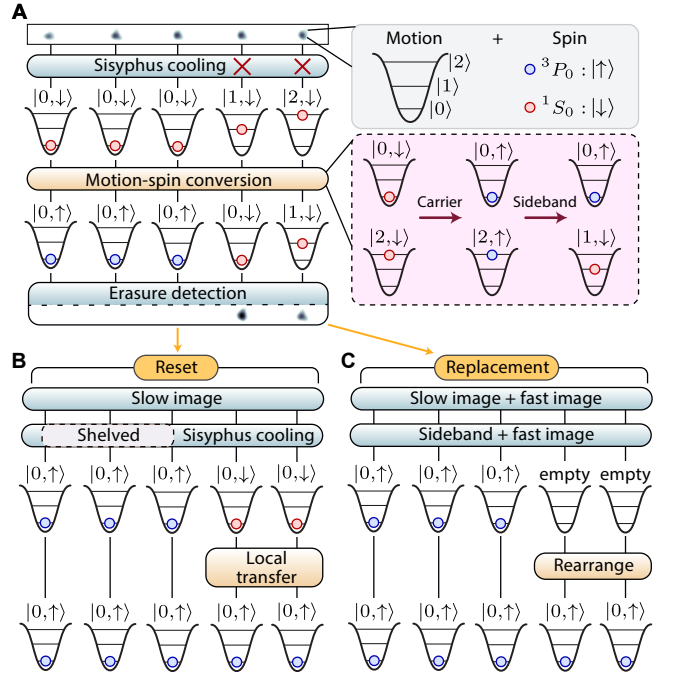 A
Motion + Spin
|2⟩
|1⟩
|0⟩
³P₀ : |↑⟩
¹S₀ : |↓⟩
Sisyphus cooling
|0,↓⟩ |0,↓⟩ |0,↓⟩ |1,↓⟩ |2,↓⟩
Motion-spin conversion
|0,↑⟩ |0,↑⟩ |0,↑⟩ |0,↓⟩ |1,↓⟩
Erasure detection
|0,↓⟩ |0,↑⟩ |0,↑⟩
Carrier Sideband
|2,↓⟩ |2,↑⟩ |1,↓⟩
B
Reset
Slow image
Shelved Sisyphus cooling
|0,↑⟩ |0,↑⟩ |0,↑⟩ |0,↓⟩ |0,↓⟩
Local
transfer
|0,↑⟩ |0,↑⟩ |0,↑⟩ |0,↑⟩ |0,↑⟩
C
Replacement
Slow image + fast image
Sideband + fast image
|0,↑⟩ |0,↑⟩ |0,↑⟩ empty empty
Rearrange
|0,↑⟩ |0,↑⟩ |0,↑⟩ |0,↑⟩ |0,↑⟩